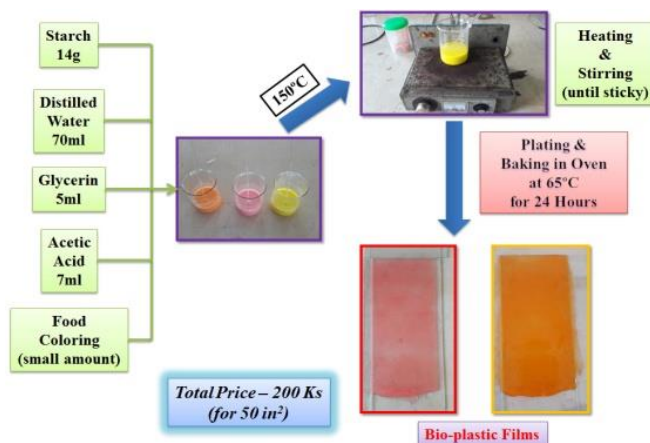 Starch
14g
Distilled
Water
70ml
Glycerin
5ml
Acetic
Acid
7ml
Food
Coloring
(small amount)
150°C
Heating
&
Stirring
(until sticky)
Plating &
Baking in Oven
at 65°C
for 24 Hours
Total Price – 200 Ks
(for 50 in²)
Bio-plastic Films